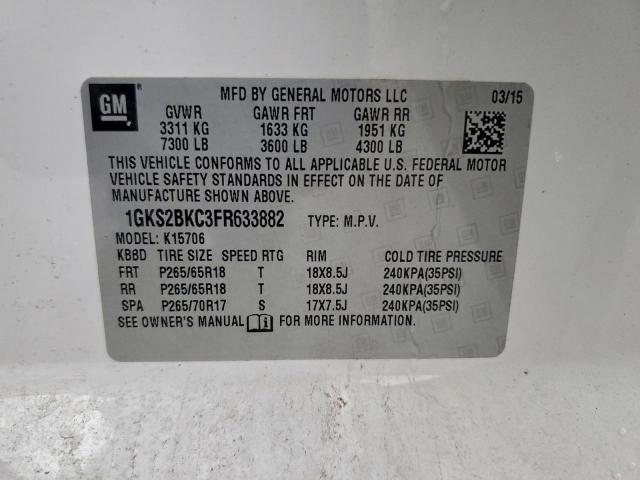 GM
MFD BY GENERAL MOTORS LLC 03/15
GVWR GAWR FRT GAWR RR
3311 KG 1633 KG 1951 KG
7300 LB 3600 LB 4300 LB
THIS VEHICLE CONFORMS TO ALL APPLICABLE U.S. FEDERAL MOTOR
VEHICLE SAFETY STANDARDS IN EFFECT ON THE DATE OF
MANUFACTURE SHOWN ABOVE.
1GKS2BKC3FR633882 TYPE: M.P.V.
MODEL: K15706
KB8D TIRE SIZE SPEED RTG RIM COLD TIRE PRESSURE
FRT P265/65R18 T 18X8.5J 240KPA(35PSI)
RR P265/65R18 T 18X8.5J 240KPA(35PSI)
SPA P265/70R17 S 17X7.5J 240KPA(35PSI)
SEE OWNER'S MANUAL FOR MORE INFORMATION.